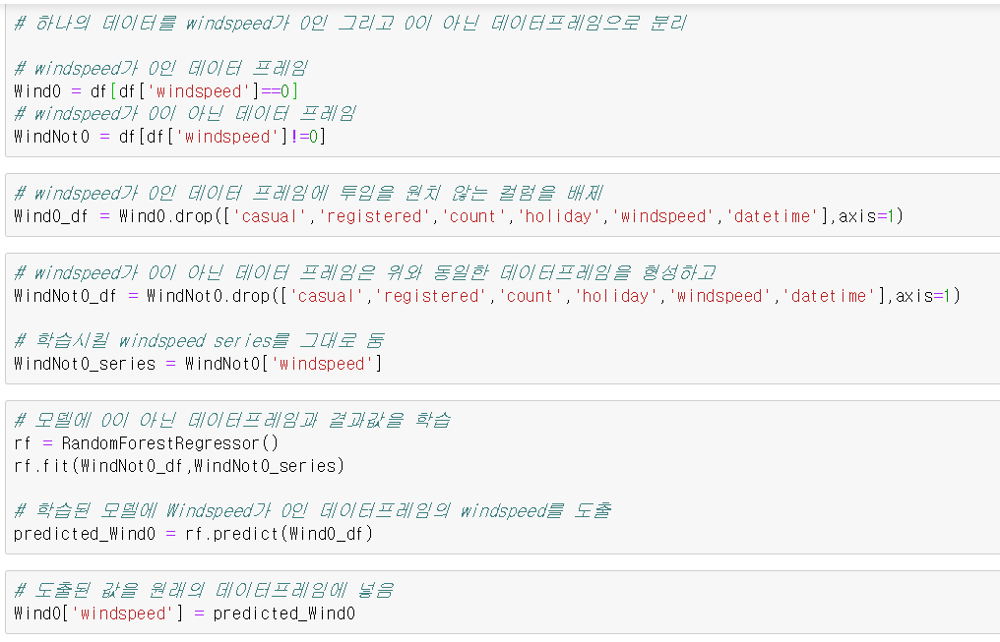 # 하나의 데이터를 windspeed가 0인 그리고 0이 아닌 데이터프레임으로 분리
# windspeed가 0인 데이터 프레임
Wind0 = df[df['windspeed']==0]
# windspeed가 0이 아닌 데이터 프레임
WindNot0 = df[df['windspeed']!=0]
# windspeed가 0인 데이터 프레임에 투입을 원치 않는 컬럼을 배제
Wind0_df = Wind0.drop(['casual','registered','count','holiday','windspeed','datetime'],axis=1)
# windspeed가 0이 아닌 데이터 프레임은 위와 동일한 데이터프레임을 형성하고
WindNot0_df = WindNot0.drop(['casual','registered','count','holiday','windspeed','datetime'],axis=1)
# 학습시킬 windspeed series를 그대로 둠
WindNot0_series = WindNot0['windspeed']
# 모델에 0이 아닌 데이터프레임과 결과값을 학습
rf = RandomForestRegressor()
rf.fit(WindNot0_df,WindNot0_series)
# 학습된 모델에 Windspeed가 0인 데이터프레임의 windspeed를 도출
predicted_Wind0 = rf.predict(Wind0_df)
# 도출된 값을 원래의 데이터프레임에 넣음
Wind0['windspeed'] = predicted_Wind0